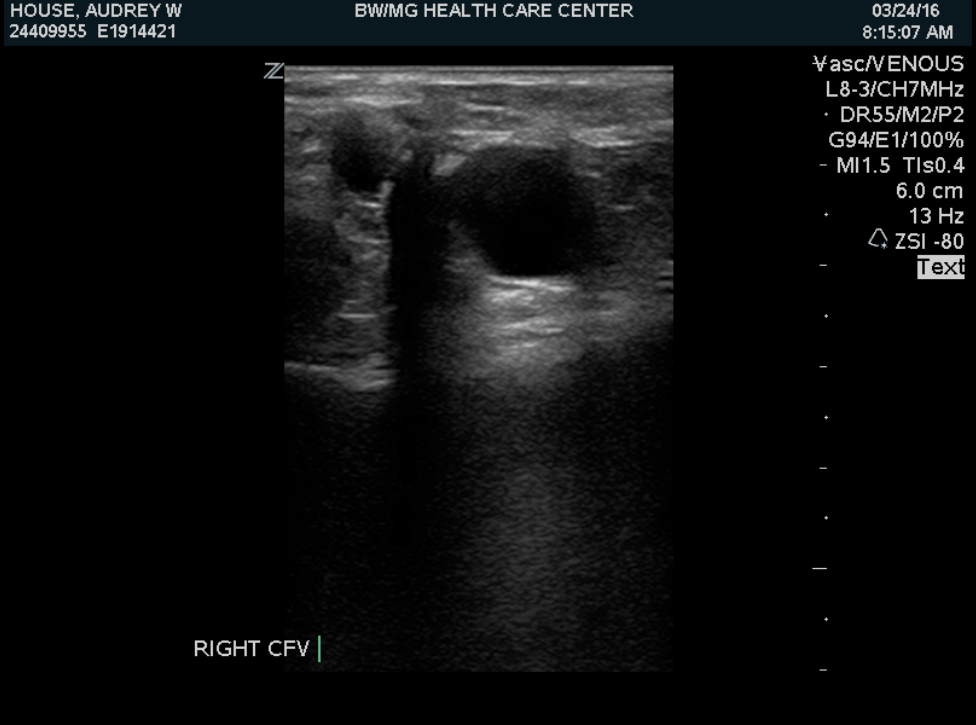 HOUSE, AUDREY W
24409955 E1914421
BW/MG HEALTH CARE CENTER
03/24/16
8:15:07 AM
Vasc/VENOUS
L8-3/CH7MHz
DR55/M2/P2
G94/E1/100%
MI1.5 TIs0.4
6.0 cm
13 Hz
ZSI -80
Text
RIGHT CFV